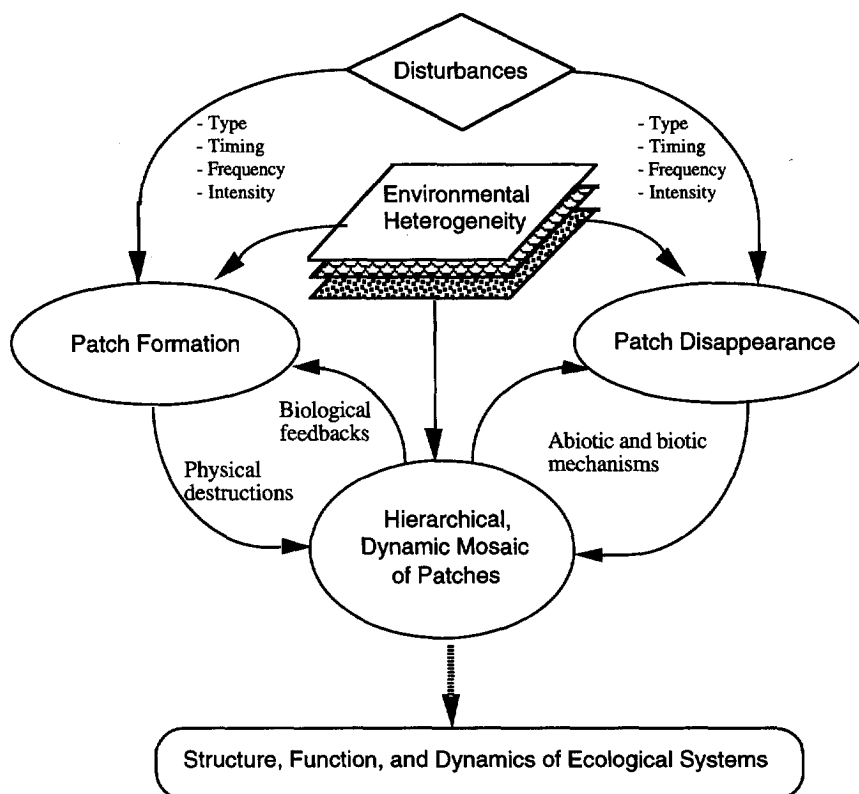 Disturbances
- Type
- Timing
- Frequency
- Intensity
- Type
- Timing
- Frequency
- Intensity
Environmental
Heterogeneity
Patch Formation
Patch Disappearance
Biological
feedbacks
Physical
destructions
Abiotic and biotic
mechanisms
Hierarchical,
Dynamic Mosaic
of Patches
Structure, Function, and Dynamics of Ecological Systems